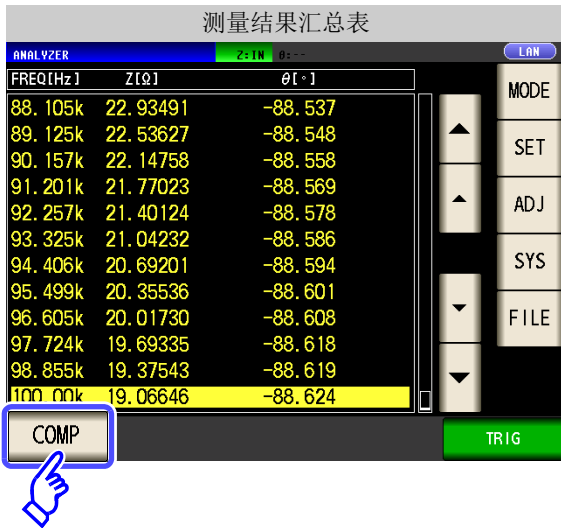 测量结果汇总表
ANALYZER Z:IN θ:-- LAN
FREQ[Hz] Z[Ω] θ[°]
88.105k 22.93491 -88.537
89.125k 22.53627 -88.548
90.157k 22.14758 -88.558
91.201k 21.77023 -88.569
92.257k 21.40124 -88.578
93.325k 21.04232 -88.586
94.406k 20.69201 -88.594
95.499k 20.35536 -88.601
96.605k 20.01730 -88.608
97.724k 19.69335 -88.618
98.855k 19.37543 -88.619
100.00k 19.06646 -88.624
MODE
SET
ADJ
SYS
FILE
COMP
TRIG